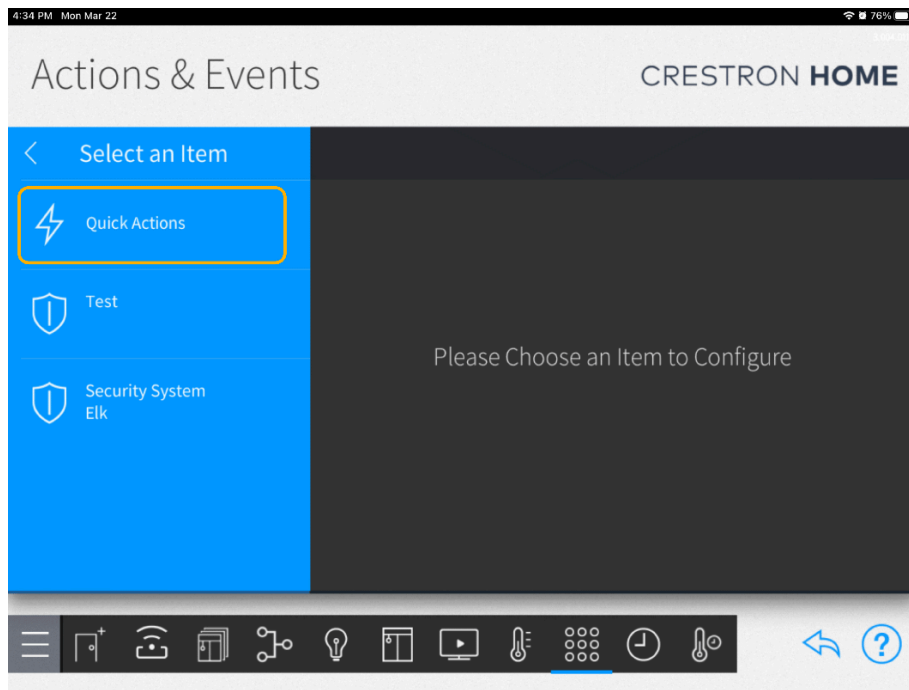 4:34 PM Mon Mar 22 76%
Actions & Events
CRESTRON HOME
Select an Item
Quick Actions
Test
Security System
Elk
Please Choose an Item to Configure
?